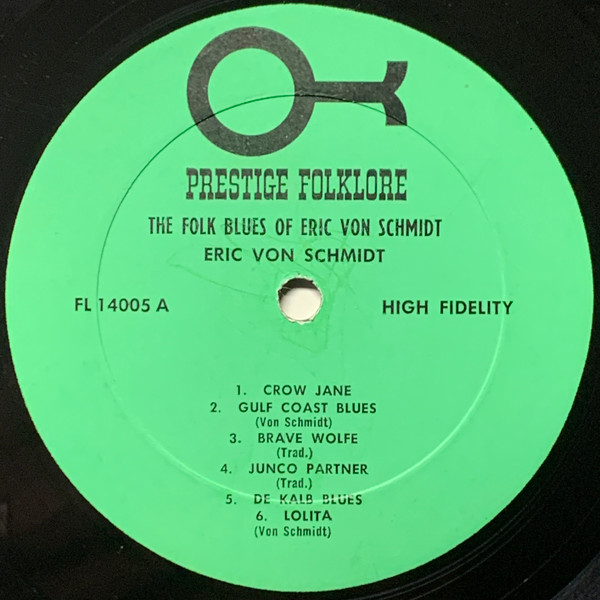 PRESTIGE FOLKLORE
THE FOLK BLUES OF ERIC VON SCHMIDT
ERIC VON SCHMIDT
FL 14005 A
HIGH FIDELITY
1. CROW JANE
2. GULF COAST BLUES
(Von Schmidt)
3. BRAVE WOLFE
(Trad.)
4. JUNCO PARTNER
(Trad.)
5. DE KALB BLUES
6. LOLITA
(Von Schmidt)